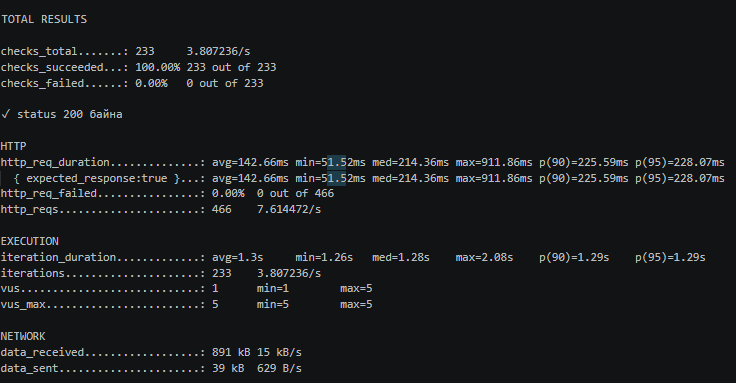 TOTAL RESULTS
checks_total.......: 233 3.807236/s
checks_succeeded...: 100.00% 233 out of 233
checks_failed......: 0.00% 0 out of 233
✓ status 200 байна
HTTP
http_req_duration..............: avg=142.66ms min=51.52ms med=214.36ms max=911.86ms p(90)=225.59ms p(95)=228.07ms
{ expected_response:true }...: avg=142.66ms min=51.52ms med=214.36ms max=911.86ms p(90)=225.59ms p(95)=228.07ms
http_req_failed................: 0.00% 0 out of 466
http_reqs......................: 466 7.614472/s
EXECUTION
iteration_duration.............: avg=1.3s min=1.26s med=1.28s max=2.08s p(90)=1.29s p(95)=1.29s
iterations.....................: 233 3.807236/s
vus............................: 1 min=1 max=5
vus_max........................: 5 min=5 max=5
NETWORK
data_received..................: 891 kB 15 kB/s
data_sent......................: 39 kB 629 B/s